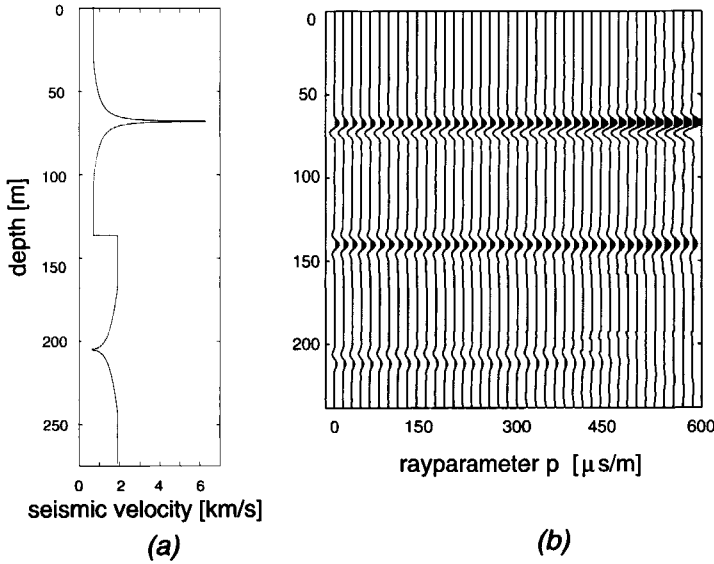 0
50
100
150
200
250
depth [m]
0 2 4 6
seismic velocity [km/s]
(a)
0
50
100
150
200
0 150 300 450 600
rayparameter p [μs/m]
(b)